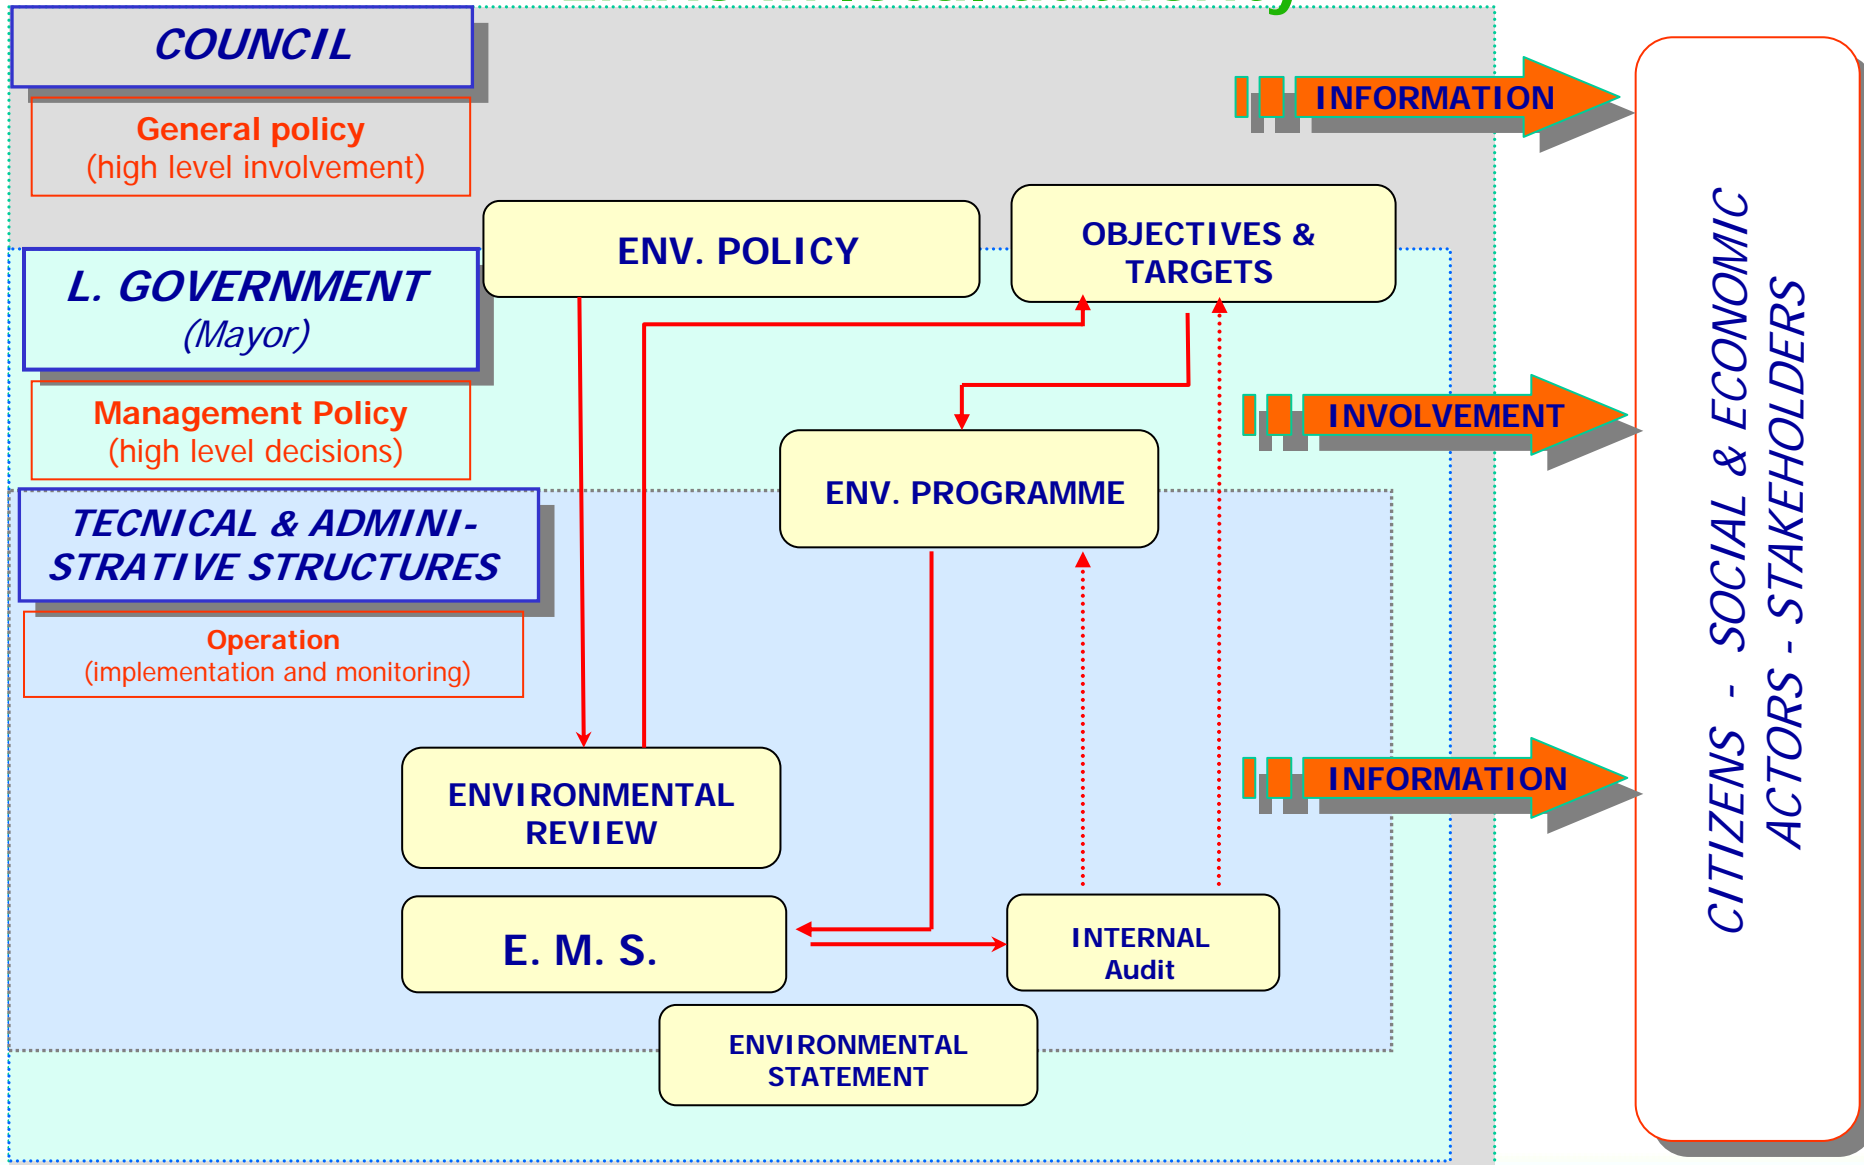 COUNCIL
General policy
(high level involvement)
INFORMATION
ENV. POLICY
OBJECTIVES &
TARGETS
L. GOVERNMENT
(Mayor)
Management Policy
(high level decisions)
INVOLVEMENT
ENV. PROGRAMME
TECNICAL & ADMINI-
STRATIVE STRUCTURES
Operation
(implementation and monitoring)
INFORMATION
ENVIRONMENTAL
REVIEW
E. M. S.
INTERNAL
Audit
ENVIRONMENTAL
STATEMENT
CITIZENS - SOCIAL & ECONOMIC
ACTORS - STAKEHOLDERS